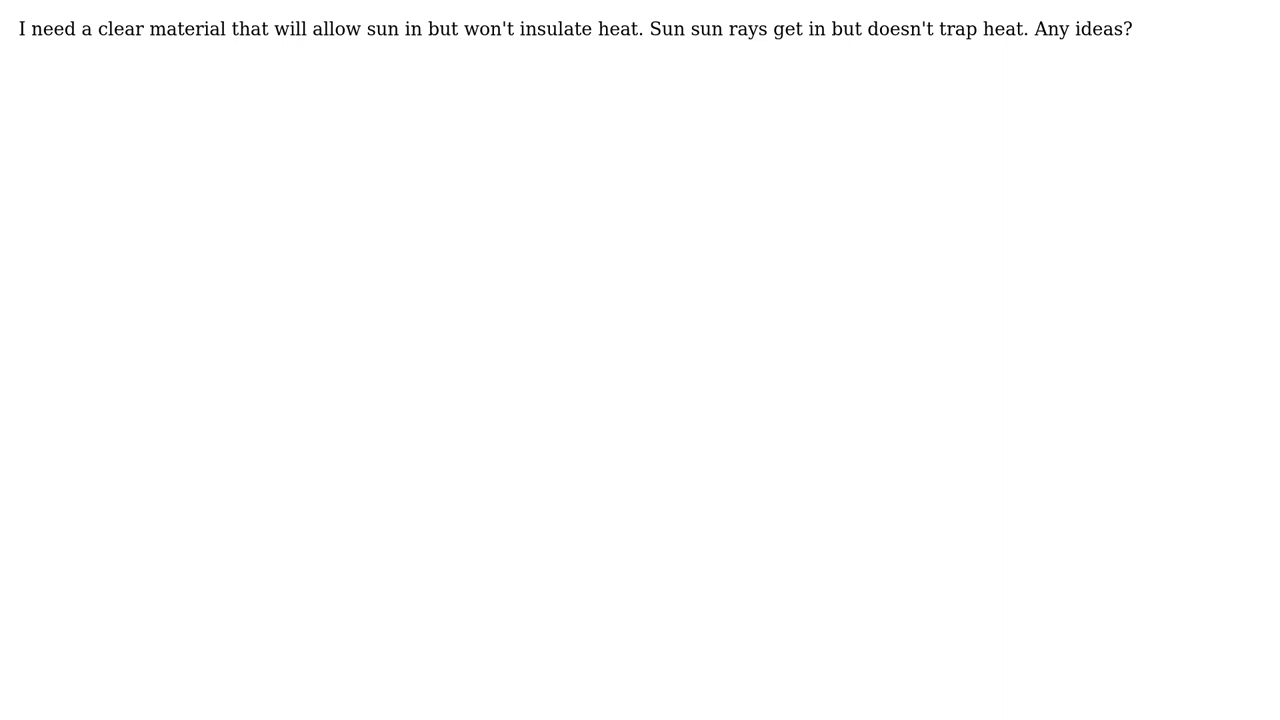 I need a clear material that will allow sun in but won't insulate heat. Sun sun rays get in but doesn't trap heat. Any ideas?